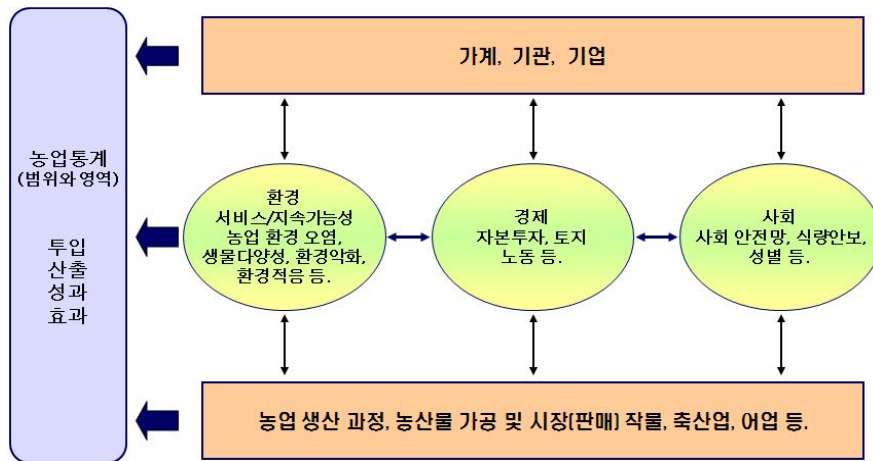 가계, 기관, 기업
농업통계
(범위와 영역)
투입
산출
성과
효과
환경
서비스/지속가능성
농업 환경 오염,
생물다양성, 환경악화,
환경적응 등.
경제
자본투자, 토지
노동 등.
사회
사회 안전망, 식량안보,
성별 등.
농업 생산 과정, 농산물 가공 및 시장(판매) 작물, 축산업, 어업 등.